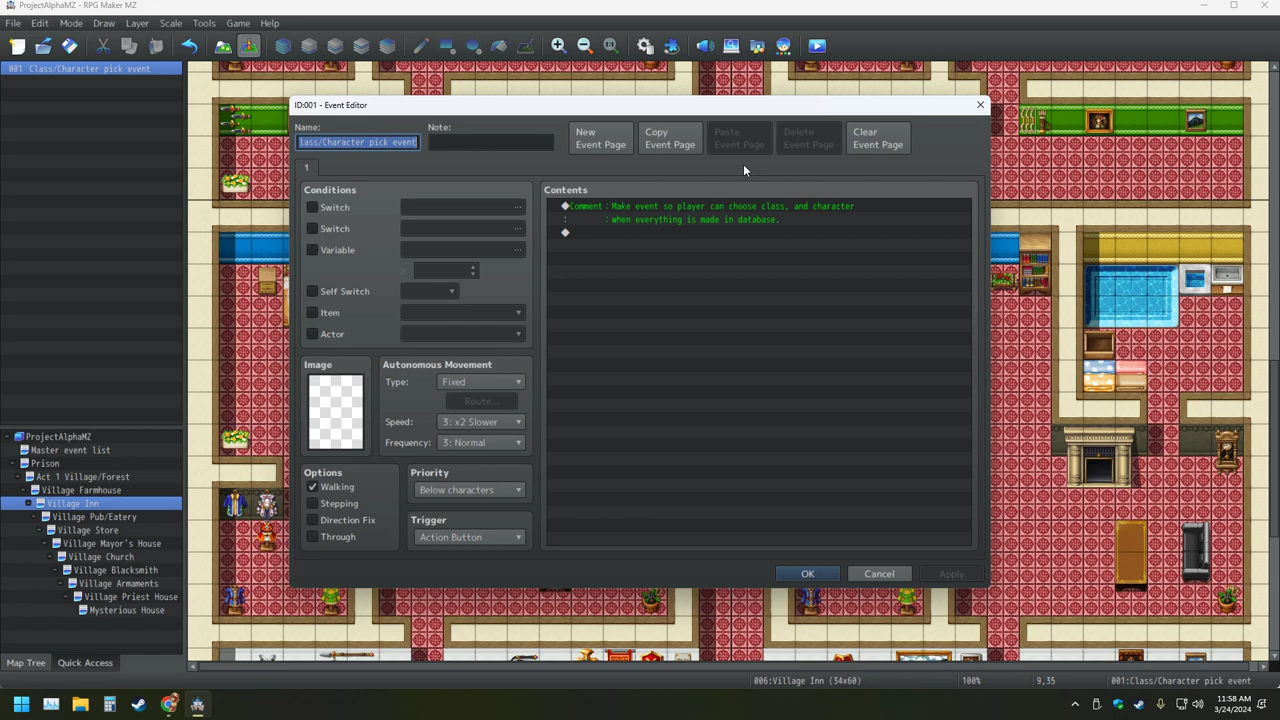 ProjectAlphaMZ - RPG Maker MZ
File Edit Mode Draw Layer Scale Tools Game Help
001 Class/Character pick event
ID:001 - Event Editor
Name: Note:
lass/Character pick event
New Event Page
Copy Event Page
Paste Event Page
Delete Event Page
Clear Event Page
1
Conditions
Switch
Switch
Variable
Self Switch
Item
Actor
Image
Autonomous Movement
Type: Fixed
Route...
Speed: 3: x2 Slower
Frequency: 3: Normal
Options
Walking
Stepping
Direction Fix
Through
Priority
Below characters
Trigger
Action Button
Contents
◆Comment：Make event so player can choose class, and character
：　　　：when everything is made in database.
◆
OK Cancel Apply
ProjectAlphaMZ
Master event list
Prison
Act 1 Village/Forest
Village Farmhouse
Village Inn
Village Pub/Eatery
Village Store
Village Mayor's House
Village Church
Village Blacksmith
Village Armaments
Village Priest House
Mysterious House
Map Tree Quick Access
006:Village Inn (34x60) 100% 9,35 001:Class/Character pick event
11:58 AM
3/24/2024